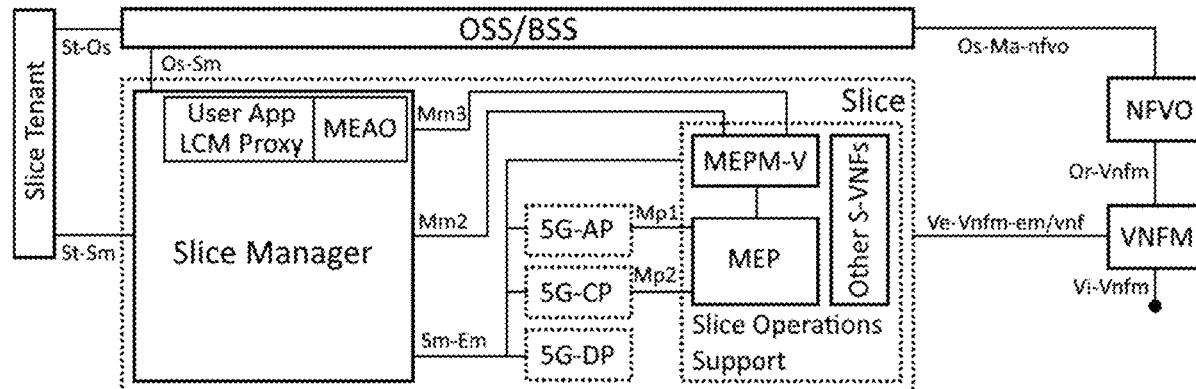 Slice Tenant
St-Os
OSS/BSS
Os-Ma-nfvo
Os-Sm
Slice
User App
LCM Proxy
MEAO
Mm3
NFVO
MEPM-V
Other S-VNFs
Or-Vnfm
St-Sm
Slice Manager
Mm2
5G-AP
Mp1
MEP
Ve-Vnfm-em/vnf
VNFM
5G-CP
Mp2
Vi-Vnfm
Sm-Em
5G-DP
Slice Operations
Support